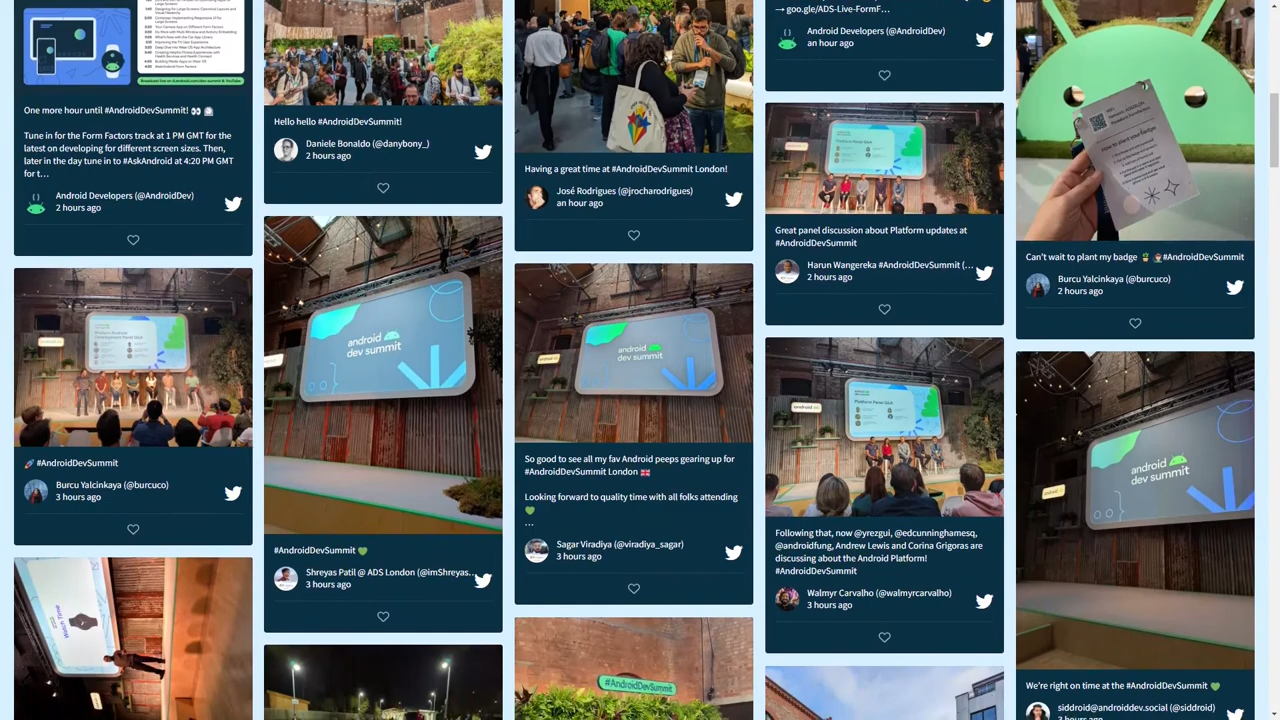 One more hour until #AndroidDevSummit! 👀 
Tune in for the Form Factors track at 1 PM GMT for the
latest on developing for different screen sizes. Then,
later in the day tune in to #AskAndroid at 4:20 PM GMT
for t…
Android Developers (@AndroidDev)
2 hours ago
🚀 #AndroidDevSummit
Burcu Yalcinkaya (@burcuco)
3 hours ago
Hello hello #AndroidDevSummit!
Daniele Bonaldo (@danybony_)
2 hours ago
android
dev summit
#AndroidDevSummit 💚
Shreyas Patil @ ADS London (@imShreyas…
3 hours ago
Having a great time at #AndroidDevSummit London!
José Rodrigues (@jrocharodrigues)
an hour ago
android
dev summit
So good to see all my fav Android peeps gearing up for
#AndroidDevSummit London 🇬🇧
Looking forward to quality time with all folks attending
💚
…
Sagar Viradiya (@viradiya_sagar)
3 hours ago
#AndroidDevSummit
→ goo.gle/ADS-Live-FormF…
Android Developers (@AndroidDev)
an hour ago
Great panel discussion about Platform updates at
#AndroidDevSummit
Harun Wangereka #AndroidDevSummit (…
2 hours ago
Platform Panel Q&A
Following that, now @yrezgui, @edcunninghamesq,
@androidfung, Andrew Lewis and Corina Grigoras are
discussing about the Android Platform!
#AndroidDevSummit
Walmyr Carvalho (@walmyrcarvalho)
3 hours ago
Can't wait to plant my badge 🌱 #AndroidDevSummit
Burcu Yalcinkaya (@burcuco)
2 hours ago
android
dev summit
We're right on time at the #AndroidDevSummit 💚
siddroid@androiddev.social (@siddroid)
3 hours ago